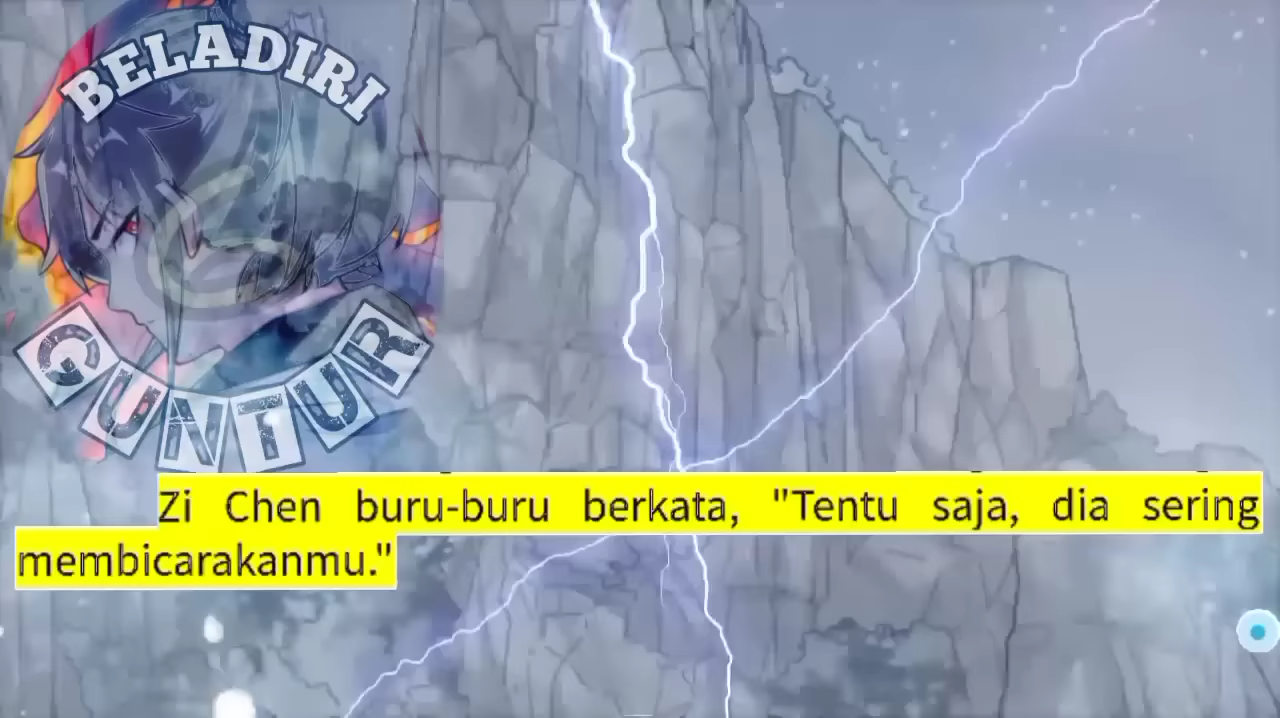 BELADIRI
GUNTUR
Zi Chen buru-buru berkata, "Tentu saja, dia sering
membicarakanmu."